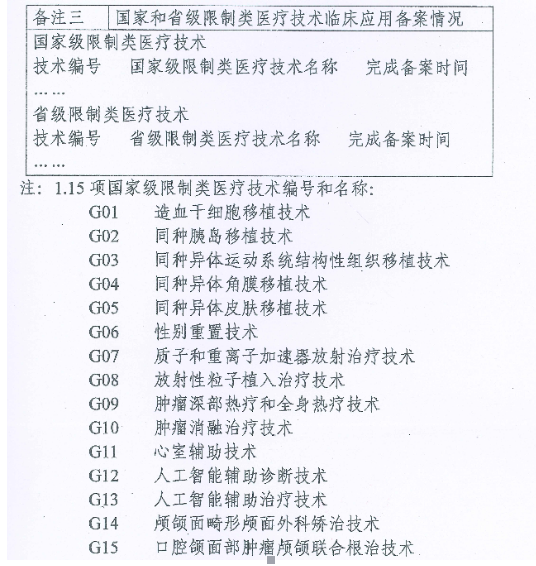 备注三 国家和省级限制类医疗技术临床应用备案情况
国家级限制类医疗技术
技术编号 国家级限制类医疗技术名称 完成备案时间
……
省级限制类医疗技术
技术编号 省级限制类医疗技术名称 完成备案时间
……
注：1.15 项国家级限制类医疗技术编号和名称：
G01 造血干细胞移植技术
G02 同种胰岛移植技术
G03 同种异体运动系统结构性组织移植技术
G04 同种异体角膜移植技术
G05 同种异体皮肤移植技术
G06 性别重置技术
G07 质子和重离子加速器放射治疗技术
G08 放射性粒子植入治疗技术
G09 肿瘤深部热疗和全身热疗技术
G10 肿瘤消融治疗技术
G11 心室辅助技术
G12 人工智能辅助诊断技术
G13 人工智能辅助治疗技术
G14 颅颌面畸形颅面外科矫治技术
G15 口腔颌面部肿瘤颅颌联合根治技术